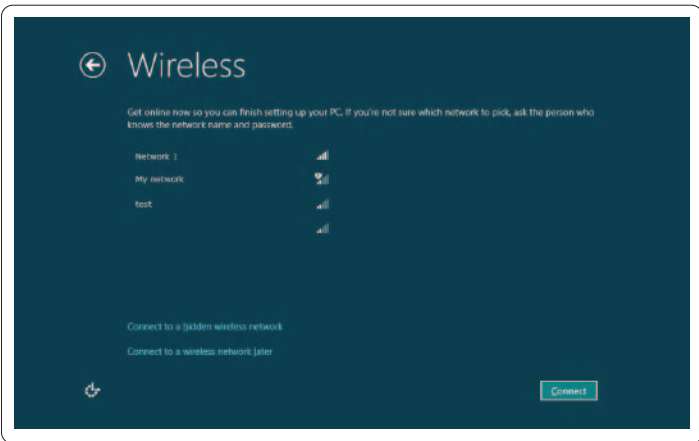 Wireless
Get online now so you can finish setting up your PC. If you're not sure which network to pick, ask the person who
knows the network name and password.
Network 1
My network
test
Connect to a hidden wireless network
Connect to a wireless network later
Connect